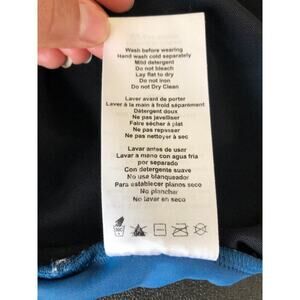 Wash before wearing
Hand wash cold separately
Mild detergent
Do not bleach
Lay flat to dry
Do not iron
Do not Dry Clean
Laver avant de porter
Laver à la main à froid séparément
Détergent doux
Ne pas javelliser
Faire sécher à plat
Ne pas repasser
Ne pas nettoyer à sec
Lavar antes de usar
Lavar a mano con agua fria
por separado
Con detergente suave
No usa blanqueador
Para establecer planos seco
No planchar
No lavar en seco